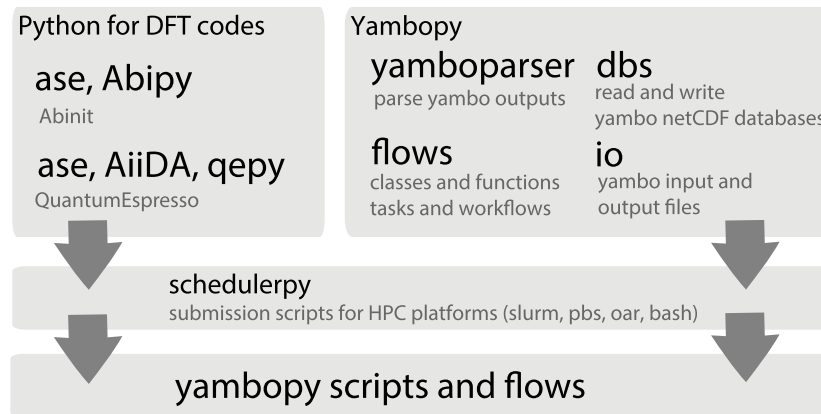 Python for DFT codes
ase, Abipy
Abinit
ase, AiiDA, qepy
QuantumEspresso
Yambopy
yamboparser
parse yambo outputs
dbs
read and write
yambo netCDF databases
flows
classes and functions
tasks and workflows
io
yambo input and
output files
schedulerpy
submission scripts for HPC platforms (slurm, pbs, oar, bash)
yambopy scripts and flows